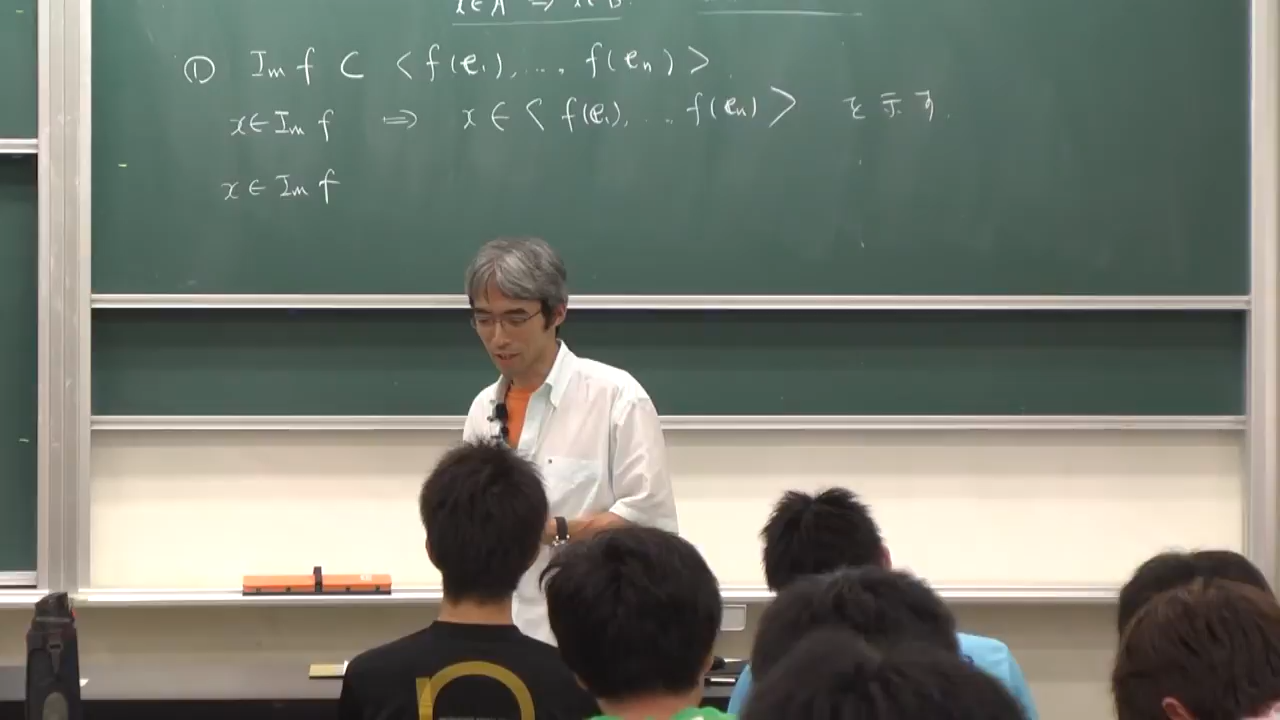 x∈A ⇒ x∈B.
① Im f ⊂ <f(e₁), ..., f(eₙ)>.
x∈Im f ⇒ x∈<f(e₁), ... f(eₙ)> を示す.
x∈Im f